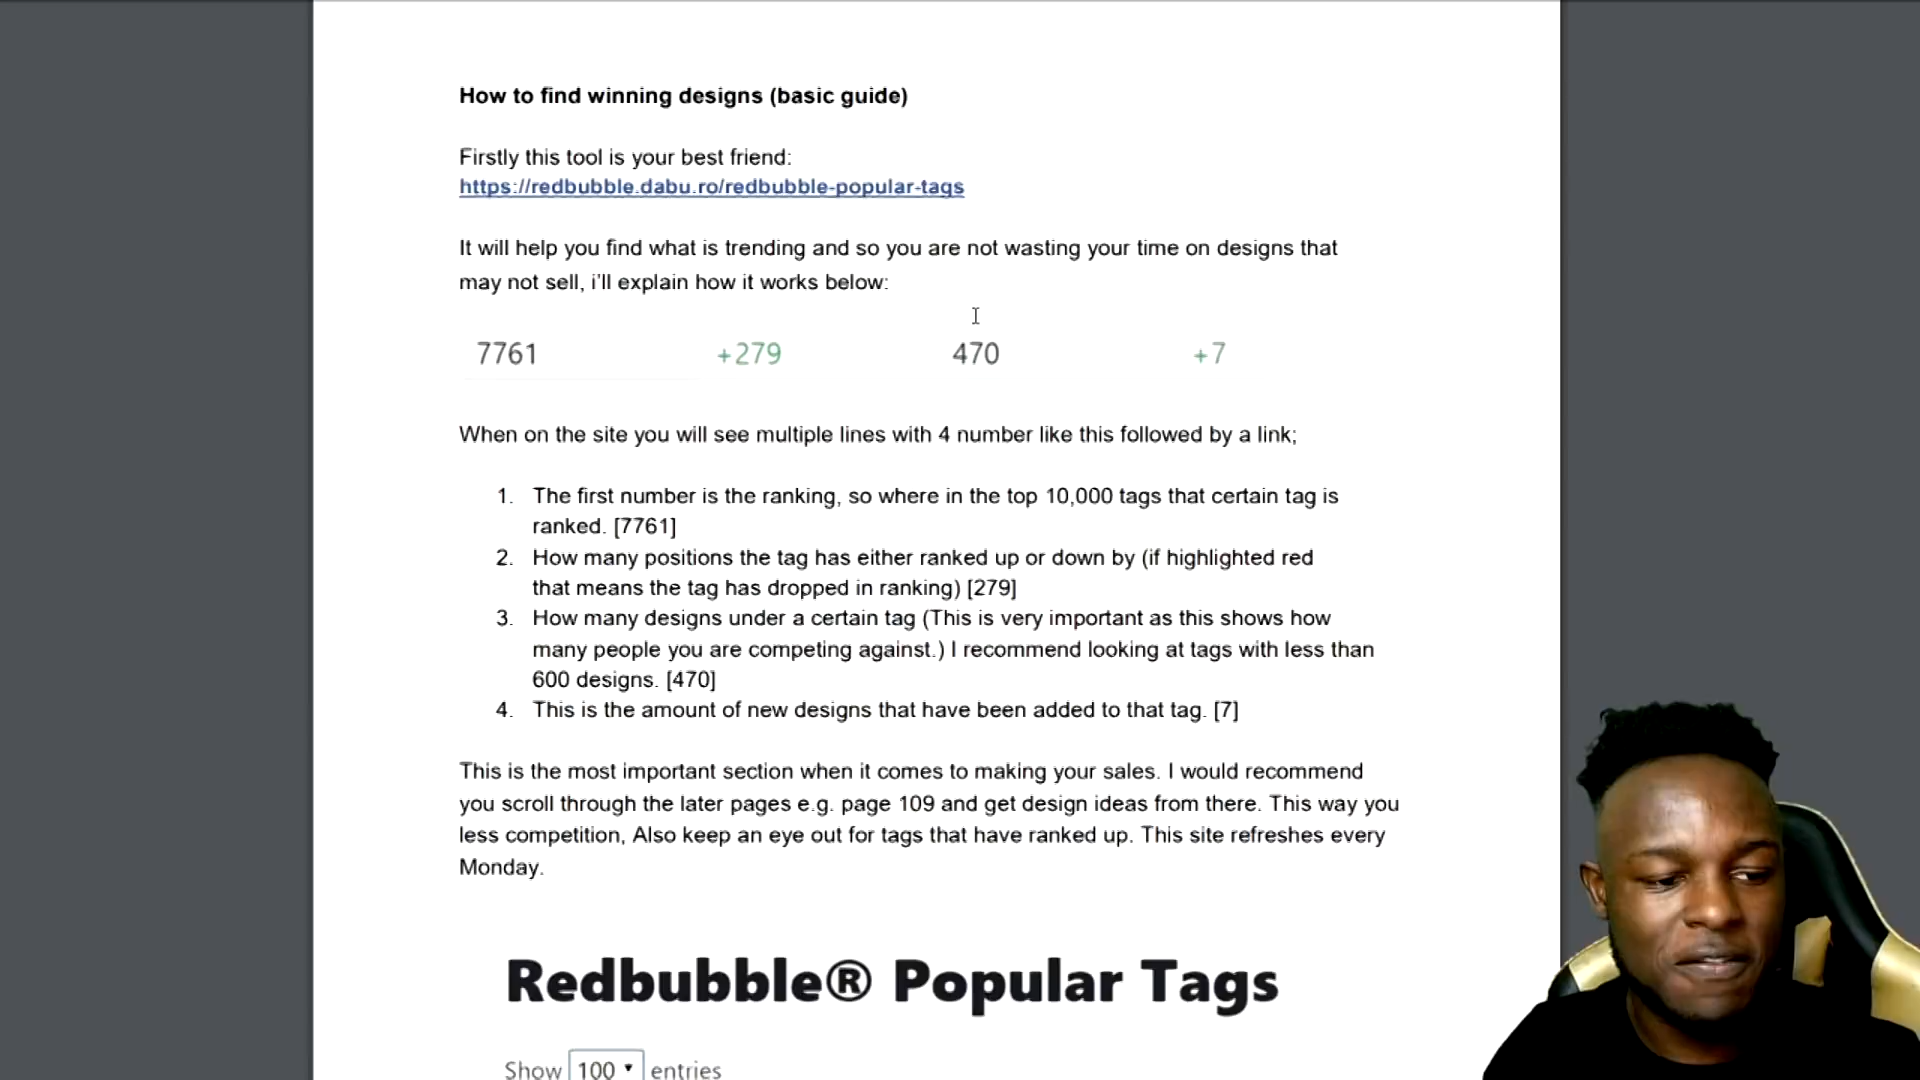 How to find winning designs (basic guide)
Firstly this tool is your best friend:
https://redbubble.dabu.ro/redbubble-popular-tags
It will help you find what is trending and so you are not wasting your time on designs that
may not sell, i'll explain how it works below:
7761 +279 470 +7
When on the site you will see multiple lines with 4 number like this followed by a link;
1. The first number is the ranking, so where in the top 10,000 tags that certain tag is
ranked. [7761]
2. How many positions the tag has either ranked up or down by (if highlighted red
that means the tag has dropped in ranking) [279]
3. How many designs under a certain tag (This is very important as this shows how
many people you are competing against.) I recommend looking at tags with less than
600 designs. [470]
4. This is the amount of new designs that have been added to that tag. [7]
This is the most important section when it comes to making your sales. I would recommend
you scroll through the later pages e.g. page 109 and get design ideas from there. This way you
less competition, Also keep an eye out for tags that have ranked up. This site refreshes every
Monday.
Redbubble® Popular Tags
Show 100 entries